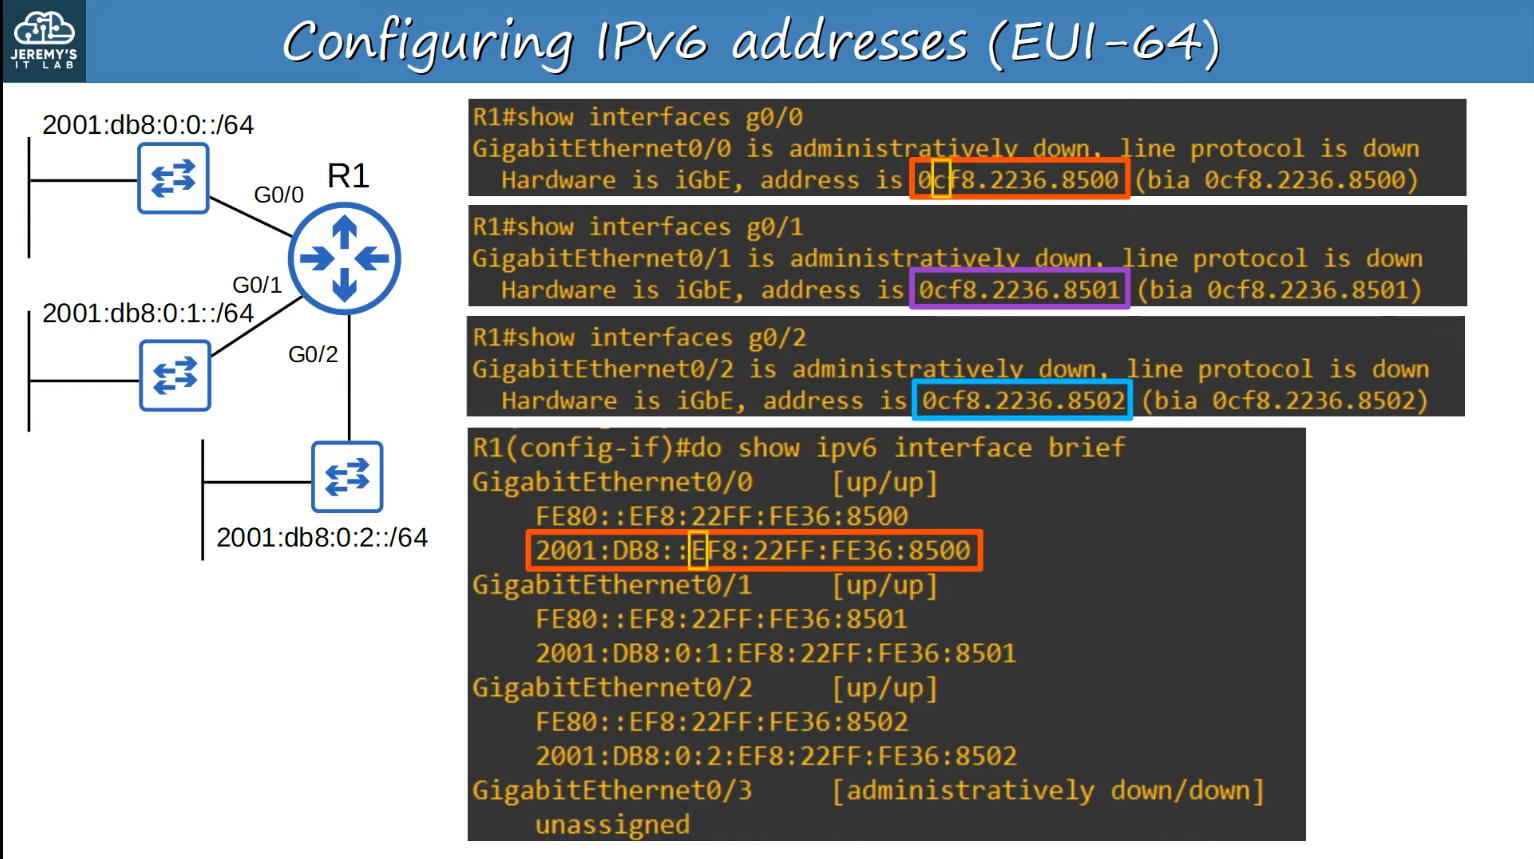 JEREMY'S
IT LAB
Configuring IPv6 addresses (EUI-64)
2001:db8:0:0::/64
R1
G0/0
G0/1
2001:db8:0:1::/64
G0/2
2001:db8:0:2::/64
R1#show interfaces g0/0
GigabitEthernet0/0 is administratively down, line protocol is down
Hardware is iGbE, address is 0cf8.2236.8500 (bia 0cf8.2236.8500)
R1#show interfaces g0/1
GigabitEthernet0/1 is administratively down, line protocol is down
Hardware is iGbE, address is 0cf8.2236.8501 (bia 0cf8.2236.8501)
R1#show interfaces g0/2
GigabitEthernet0/2 is administratively down, line protocol is down
Hardware is iGbE, address is 0cf8.2236.8502 (bia 0cf8.2236.8502)
R1(config-if)#do show ipv6 interface brief
GigabitEthernet0/0 [up/up]
FE80::EF8:22FF:FE36:8500
2001:DB8::EF8:22FF:FE36:8500
GigabitEthernet0/1 [up/up]
FE80::EF8:22FF:FE36:8501
2001:DB8:0:1:EF8:22FF:FE36:8501
GigabitEthernet0/2 [up/up]
FE80::EF8:22FF:FE36:8502
2001:DB8:0:2:EF8:22FF:FE36:8502
GigabitEthernet0/3 [administratively down/down]
unassigned